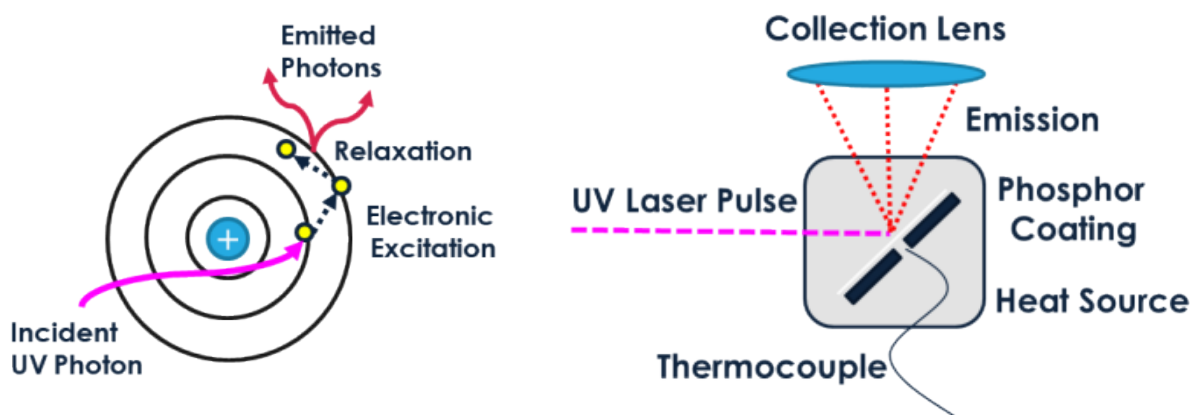 Emitted
Photons
Relaxation
Electronic
Excitation
+
Incident
UV Photon
Collection Lens
Emission
UV Laser Pulse
Phosphor
Coating
Heat Source
Thermocouple